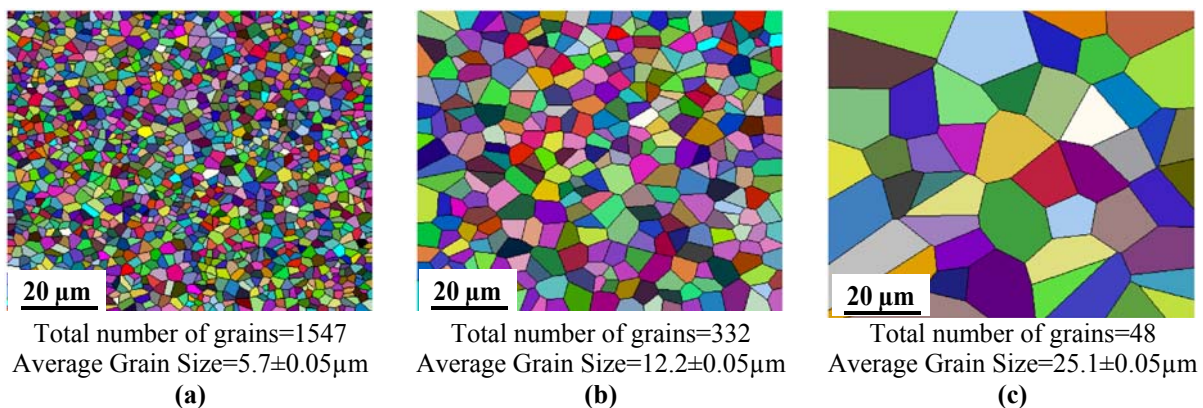 20 µm
20 µm
20 µm
Total number of grains=1547
Average Grain Size=5.7±0.05µm
(a)
Total number of grains=332
Average Grain Size=12.2±0.05µm
(b)
Total number of grains=48
Average Grain Size=25.1±0.05µm
(c)